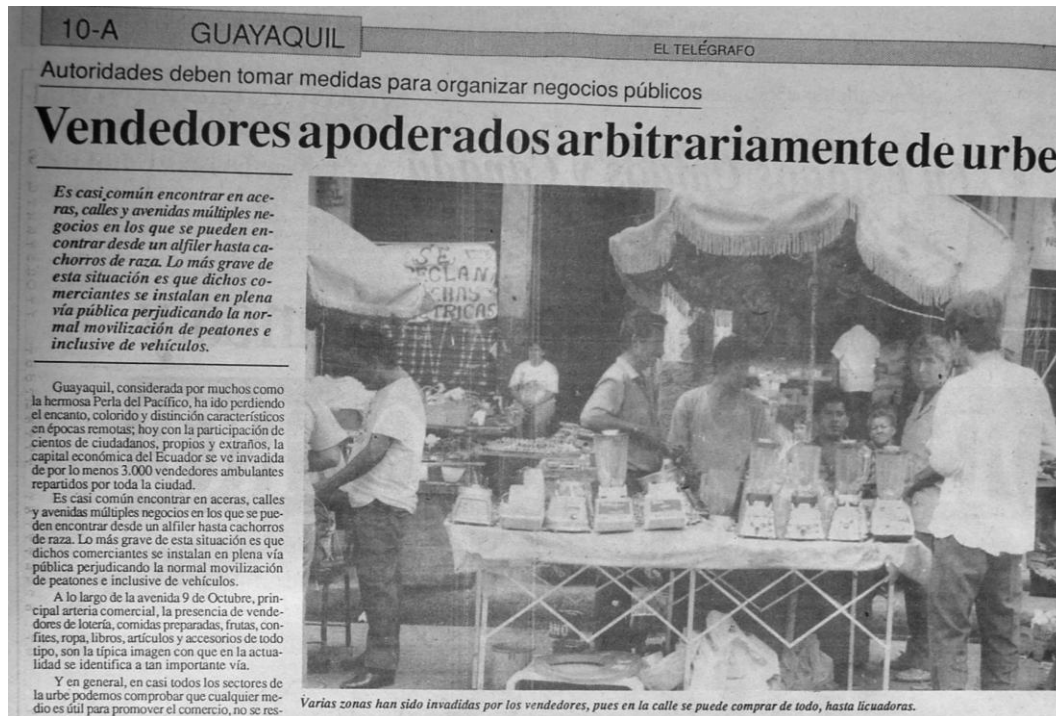 10-A GUAYAQUIL
EL TELÉGRAFO
Autoridades deben tomar medidas para organizar negocios públicos
Vendedores apoderados arbitrariamente de urbe
Es casi común encontrar en ace-
ras, calles y avenidas múltiples ne-
gocios en los que se pueden en-
contrar desde un alfiler hasta ca-
chorros de raza. Lo más grave de
esta situación es que dichos co-
merciantes se instalan en plena
vía pública perjudicando la nor-
mal movilización de peatones e
inclusive de vehículos.
Guayaquil, considerada por muchos como
la hermosa Perla del Pacífico, ha ido perdiendo
el encanto, colorido y distinción característicos
en épocas remotas; hoy con la participación de
cientos de ciudadanos, propios y extraños, la
capital económica del Ecuador se ve invadida
de por lo menos 3.000 vendedores ambulantes
repartidos por toda la ciudad.
Es casi común encontrar en aceras, calles
y avenidas múltiples negocios en los que se pue-
den encontrar desde un alfiler hasta cachorros
de raza. Lo más grave de esta situación es que
dichos comerciantes se instalan en plena vía
pública perjudicando la normal movilización
de peatones e inclusive de vehículos.
A lo largo de la avenida 9 de Octubre, prin-
cipal arteria comercial, la presencia de vende-
dores de lotería, comidas preparadas, frutas, con-
fites, ropa, libros, artículos y accesorios de todo
tipo, son la típica imagen con que en la actua-
lidad se identifica a tan importante vía.
Y en general, en casi todos los sectores de
la urbe podemos comprobar que cualquier me-
dio es útil para promover el comercio, no se res-
SE
CLAN
TRICAS
Varias zonas han sido invadidas por los vendedores, pues en la calle se puede comprar de todo, hasta licuadoras.